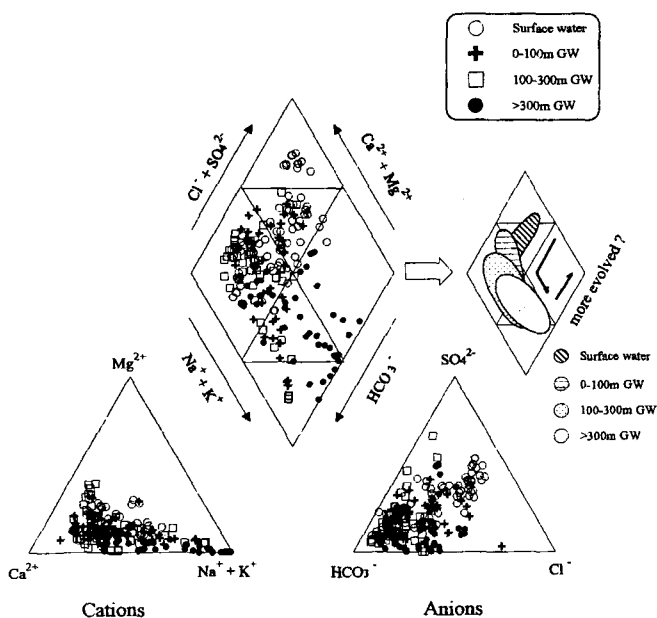 Surface water
0-100m GW
100-300m GW
>300m GW
Cl⁻ + SO₄²⁻
Ca²⁺ + Mg²⁺
Na⁺ + K⁺
HCO₃⁻
more evolved ?
Surface water
0-100m GW
100-300m GW
>300m GW
Mg²⁺
Ca²⁺
Na⁺ + K⁺
Cations
SO₄²⁻
HCO₃⁻
Cl⁻
Anions